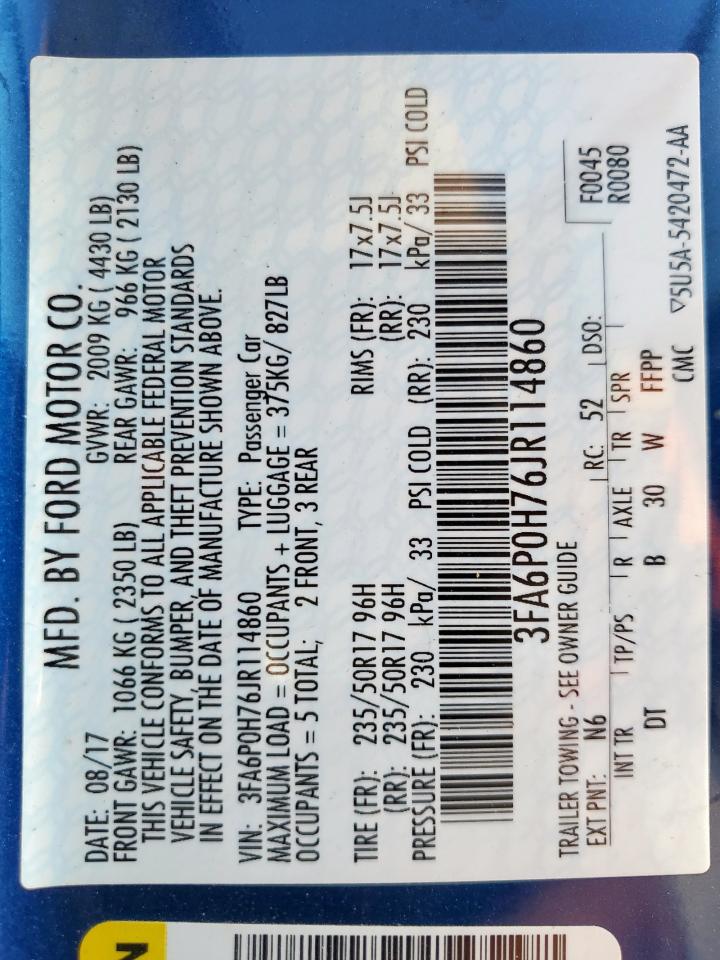 MFD. BY FORD MOTOR CO.
DATE: 08/17 GVWR: 2009 KG ( 4430 LB)
FRONT GAWR: 1066 KG ( 2350 LB) REAR GAWR: 966 KG ( 2130 LB)
THIS VEHICLE CONFORMS TO ALL APPLICABLE FEDERAL MOTOR
VEHICLE SAFETY, BUMPER, AND THEFT PREVENTION STANDARDS
IN EFFECT ON THE DATE OF MANUFACTURE SHOWN ABOVE.
VIN: 3FA6P0H76JR114860 TYPE: Passenger Car
MAXIMUM LOAD = OCCUPANTS + LUGGAGE = 375KG/ 827LB
OCCUPANTS = 5 TOTAL; 2 FRONT, 3 REAR
TIRE (FR): 235/50R17 96H RIMS (FR): 17x7.5J
(RR): 235/50R17 96H (RR): 17x7.5J
PRESSURE (FR): 230 kPa/ 33 PSI COLD (RR): 230 kPa/ 33 PSI COLD
3FA6P0H76JR114860
TRAILER TOWING - SEE OWNER GUIDE
EXT PNT: N6 RC: 52 DSO: F0045
R0080
INT TR TP/PS R AXLE TR SPR
DT B 30 W FFPP
CMC ▽5U5A-5420472-AA
N